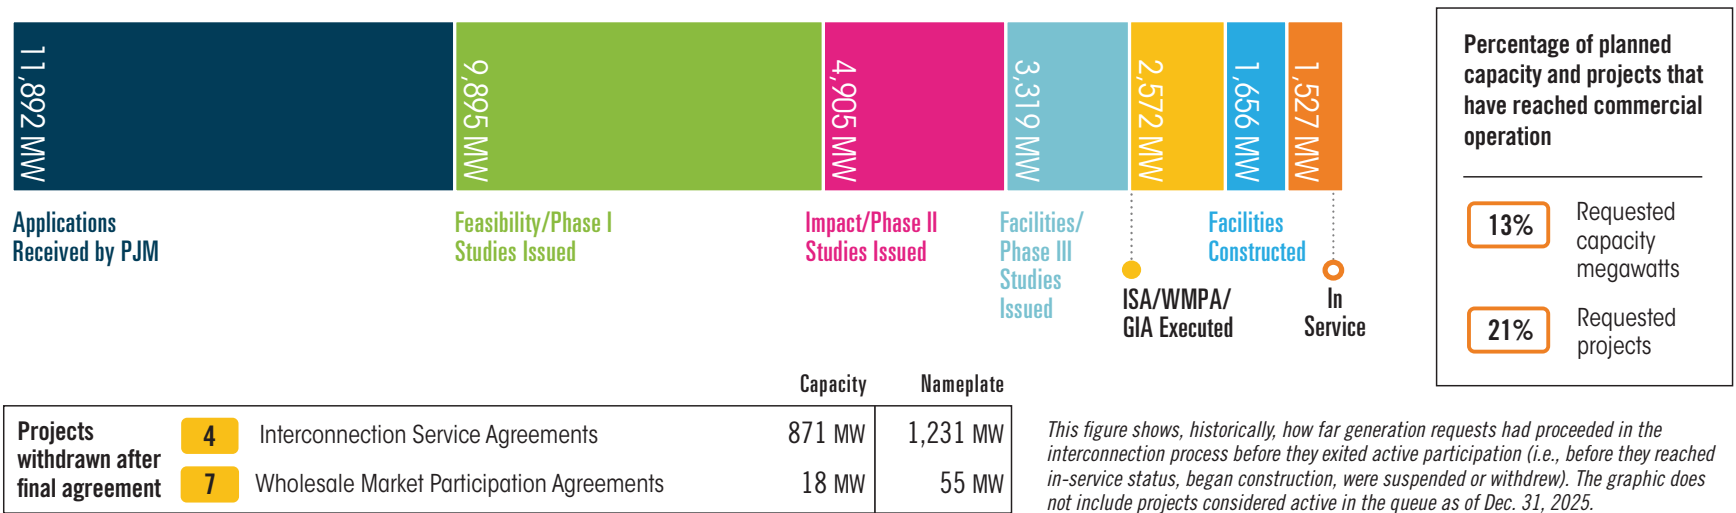 11,892 MW
9,895 MW
4,905 MW
3,319 MW
2,572 MW
1,656 MW
1,527 MW
Applications
Received by PJM
Feasibility/Phase I
Studies Issued
Impact/Phase II
Studies Issued
Facilities/
Phase III
Studies
Issued
ISA/WMPA/
GIA Executed
Facilities
Constructed
In
Service
Percentage of planned
capacity and projects that
have reached commercial
operation
13%
Requested
capacity
megawatts
21%
Requested
projects
Capacity Nameplate
Projects
withdrawn after
final agreement
4 Interconnection Service Agreements 871 MW 1,231 MW
7 Wholesale Market Participation Agreements 18 MW 55 MW
This figure shows, historically, how far generation requests had proceeded in the
interconnection process before they exited active participation (i.e., before they reached
in-service status, began construction, were suspended or withdrew). The graphic does
not include projects considered active in the queue as of Dec. 31, 2025.